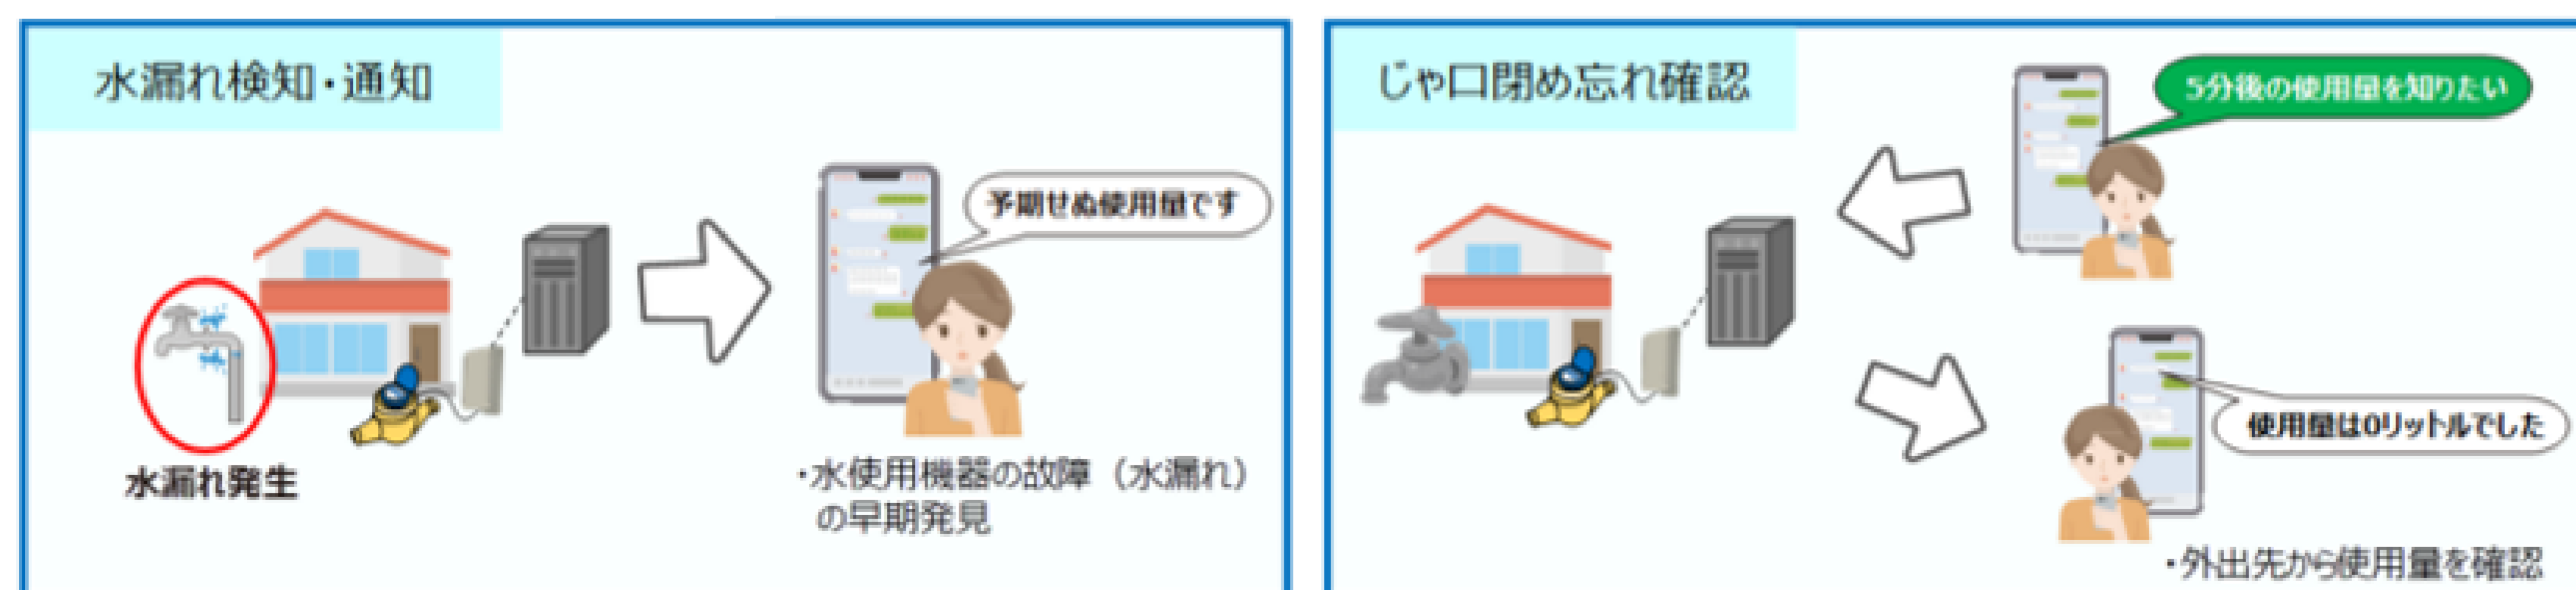 水漏れ検知・通知
予期せぬ使用量です
水漏れ発生
・水使用機器の故障（水漏れ）
の早期発見
じゃ口閉め忘れ確認
5分後の使用量を知りたい
使用量は0リットルでした
・外出先から使用量を確認